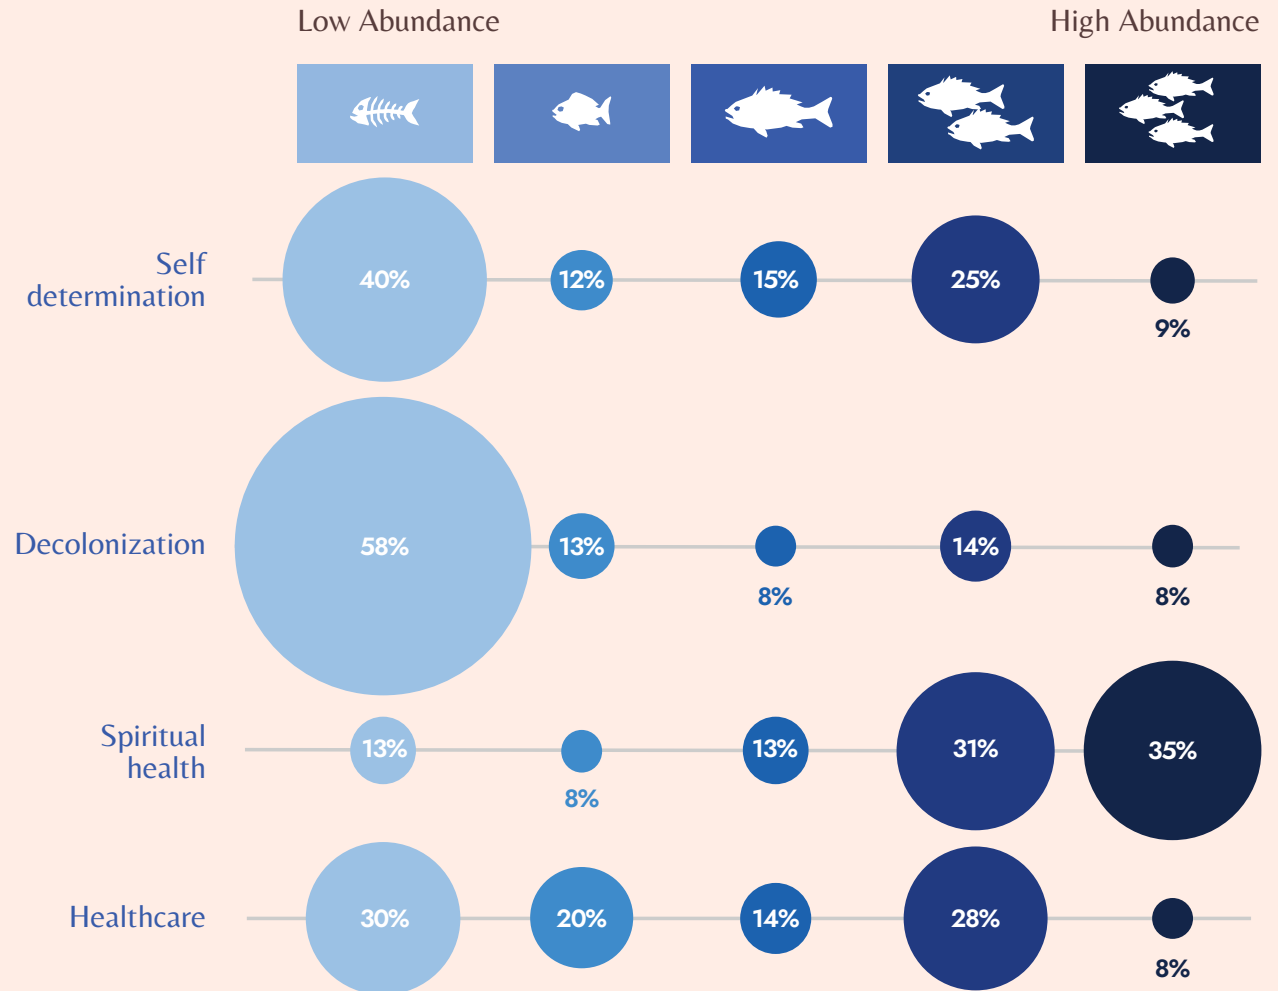 Low Abundance
High Abundance
Self
determination
40%
12%
15%
25%
9%
Decolonization
58%
13%
8%
14%
8%
Spiritual
health
13%
8%
13%
31%
35%
Healthcare
30%
20%
14%
28%
8%